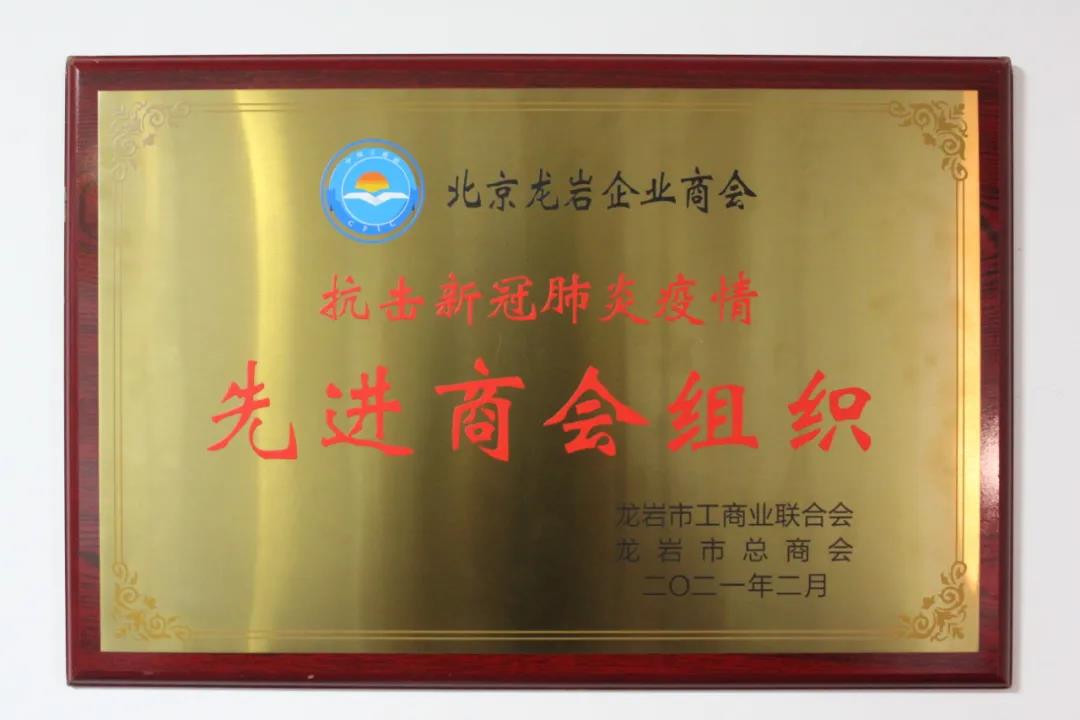 北京龙岩企业商会
抗击新冠肺炎疫情
先进商会组织
龙岩市工商业联合会
龙岩市总商会
二〇二一年二月